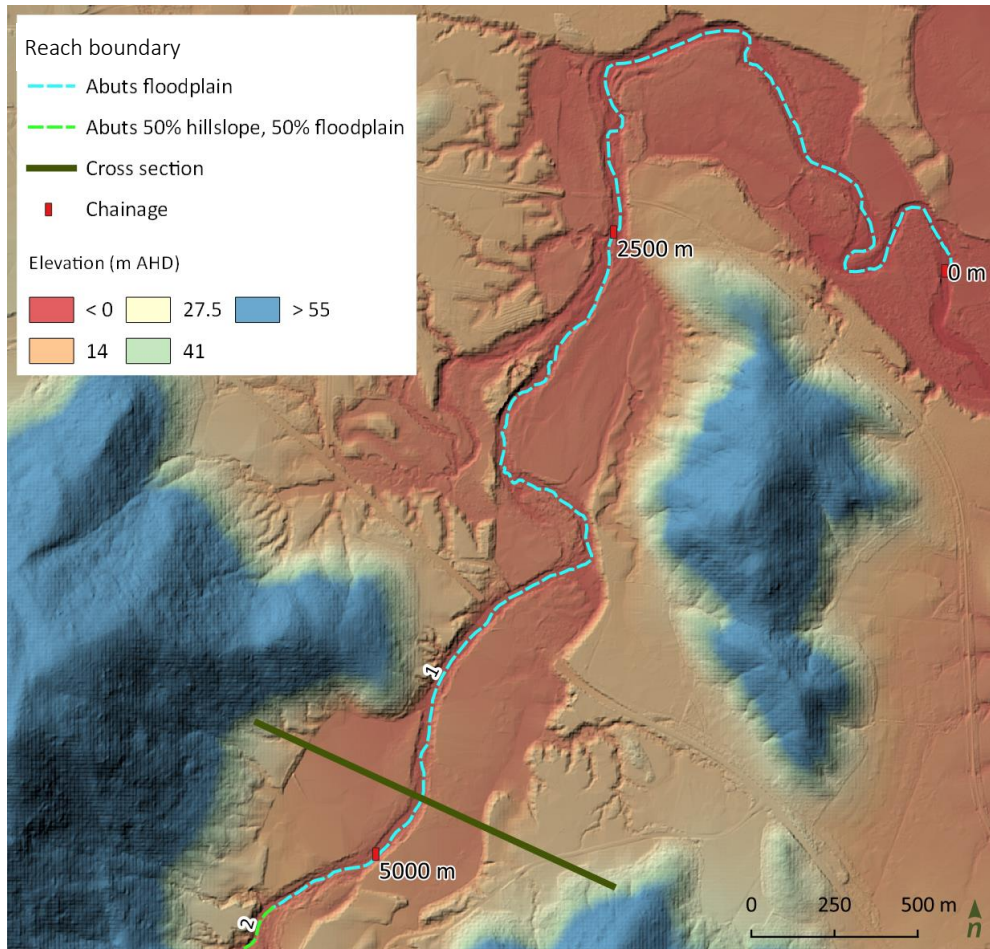 Reach boundary
Abuts floodplain
Abuts 50% hillslope, 50% floodplain
Cross section
Chainage
Elevation (m AHD)
< 0 27.5 > 55
14 41
2500 m
0 m
1
5000 m
2
0 250 500 m
n